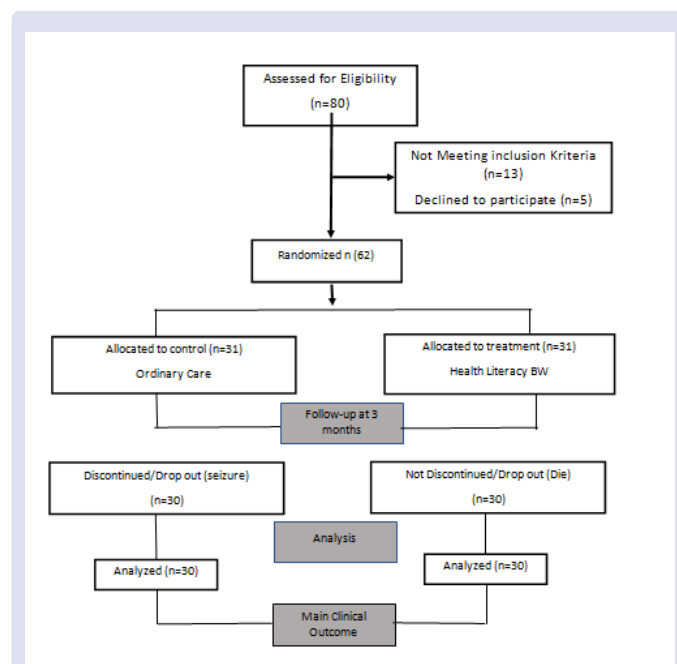 Assessed for Eligibility
(n=80)
Not Meeting inclusion Kriteria
(n=13)
Declined to participate (n=5)
Randomized n (62)
Allocated to control (n=31)
Ordinary Care
Allocated to treatment (n=31)
Health Literacy BW
Follow-up at 3
months
Discontinued/Drop out (seizure)
(n=30)
Not Discontinued/Drop out (Die)
(n=30)
Analysis
Analyzed (n=30)
Analyzed (n=30)
Main Clinical
Outcome